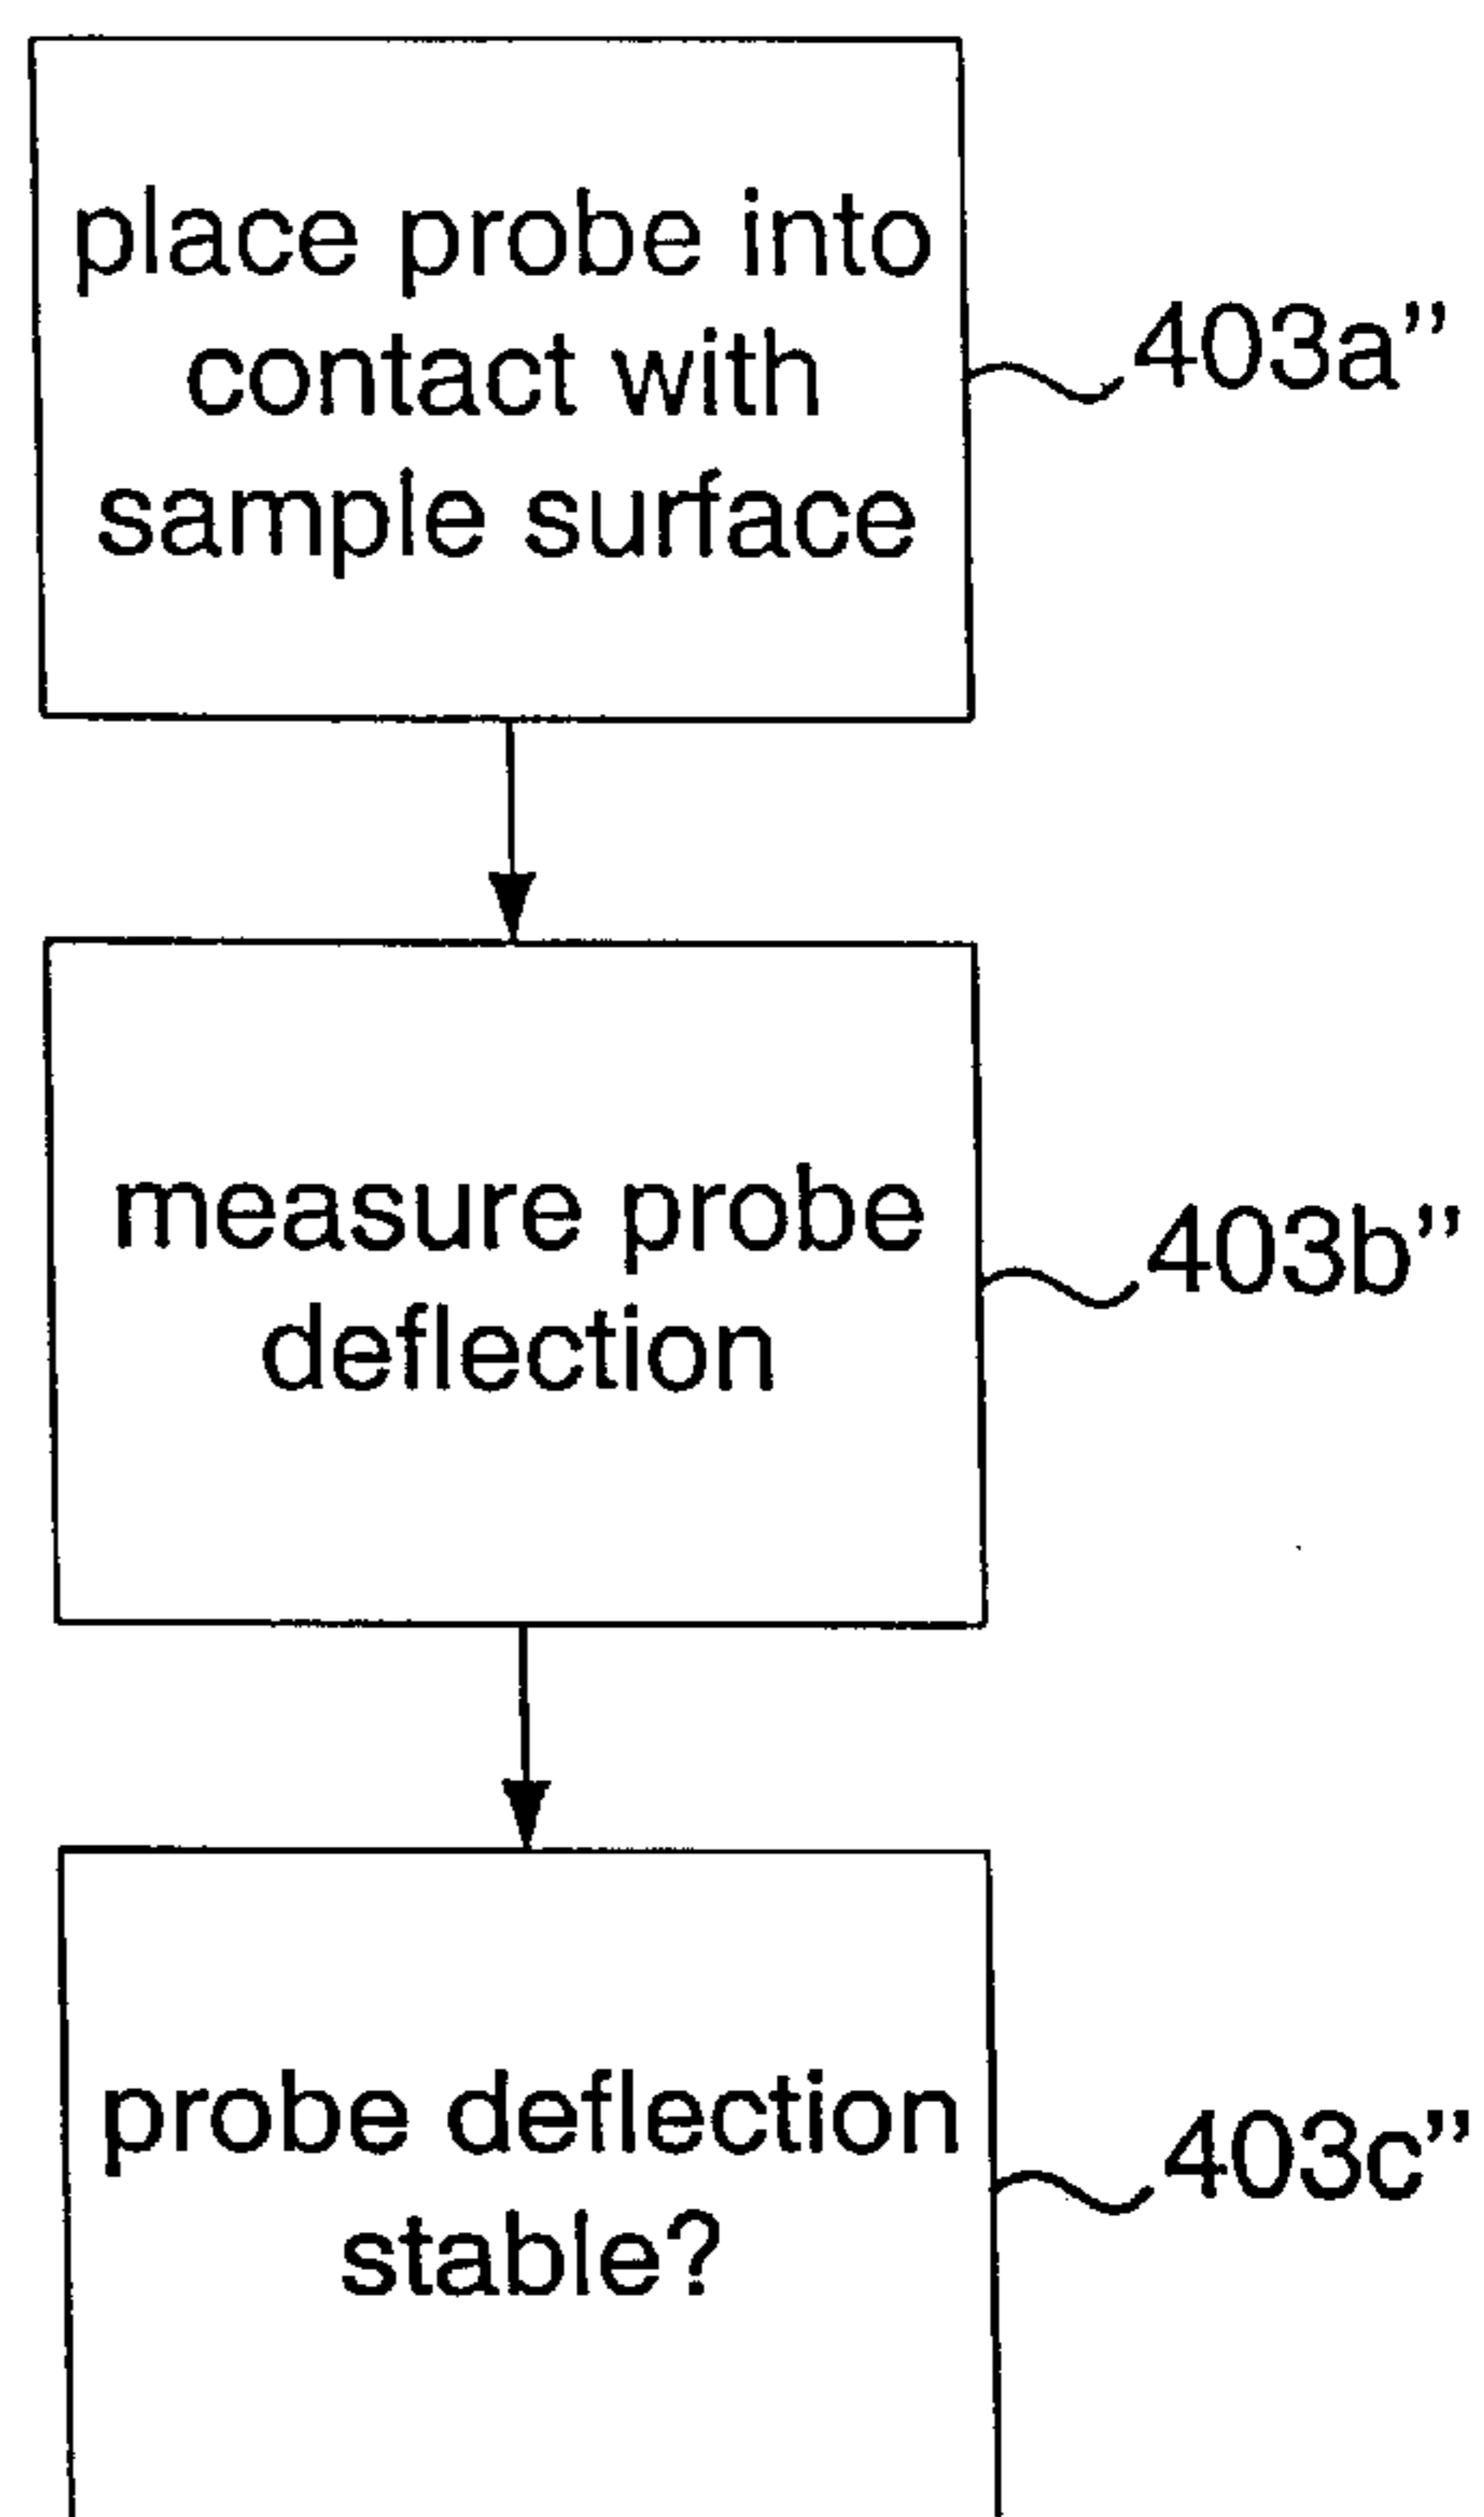 place probe into
contact with
sample surface
403a”
measure probe
deflection
403b”
probe deflection
stable?
403c”